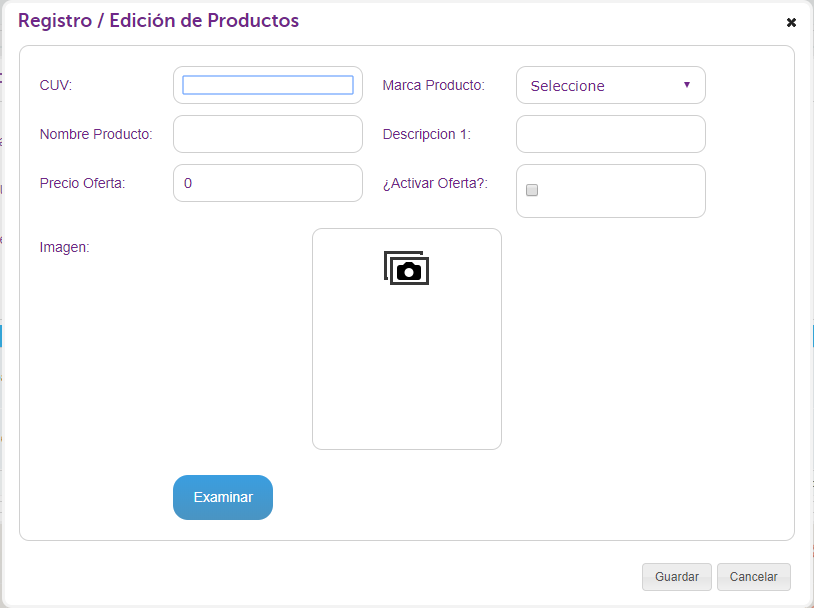 Registro / Edición de Productos
CUV:
Marca Producto:
Seleccione
Nombre Producto:
Descripcion 1:
Precio Oferta:
0
¿Activar Oferta?:
Imagen:
Examinar
Guardar
Cancelar